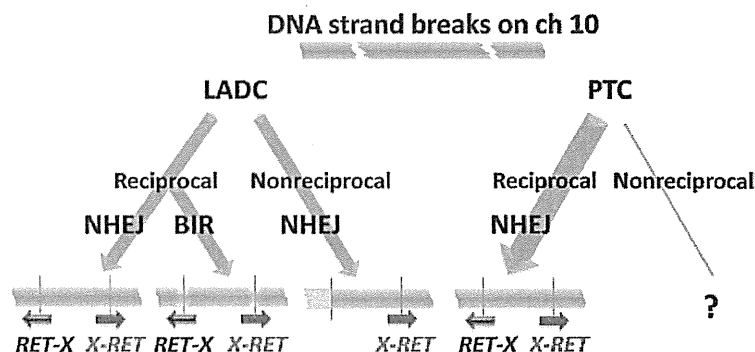 DNA strand breaks on ch 10
LADC PTC
Reciprocal Nonreciprocal Reciprocal Nonreciprocal
NHEJ BIR NHEJ NHEJ
?
RET-X X-RET RET-X X-RET X-RET RET-X X-RET